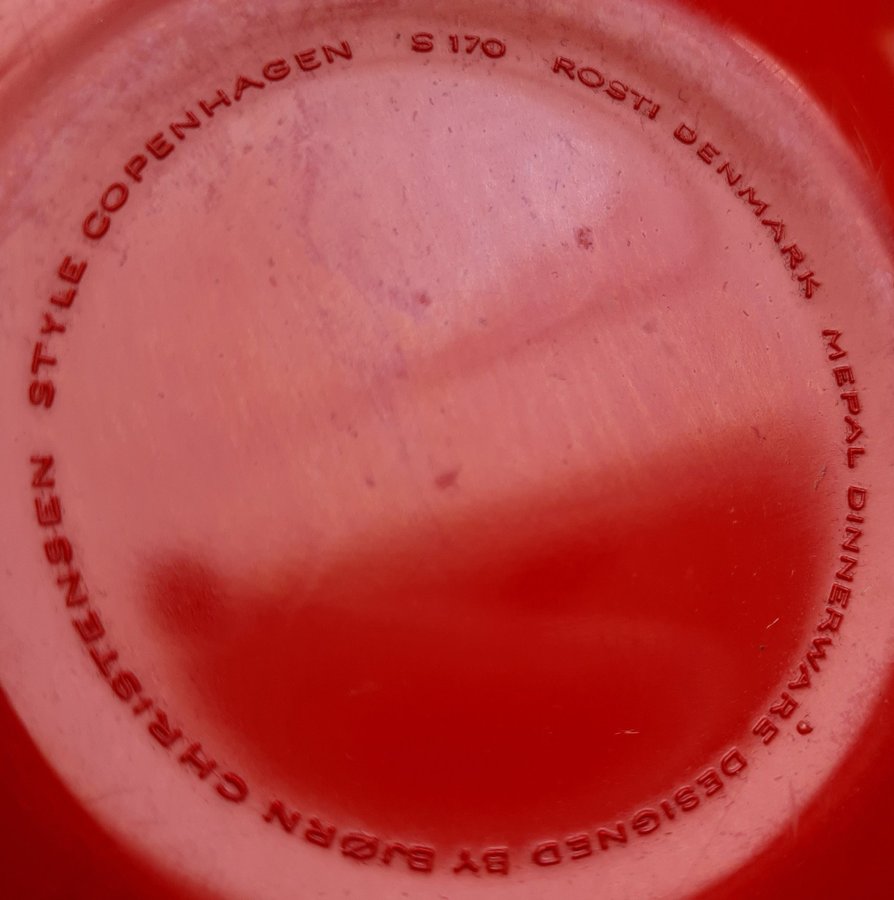 S 170 ROSTI DENMARK MEPAL DINNERWARE DESIGNED BY BJØRN CHRISTENSEN STYLE COPENHAGEN